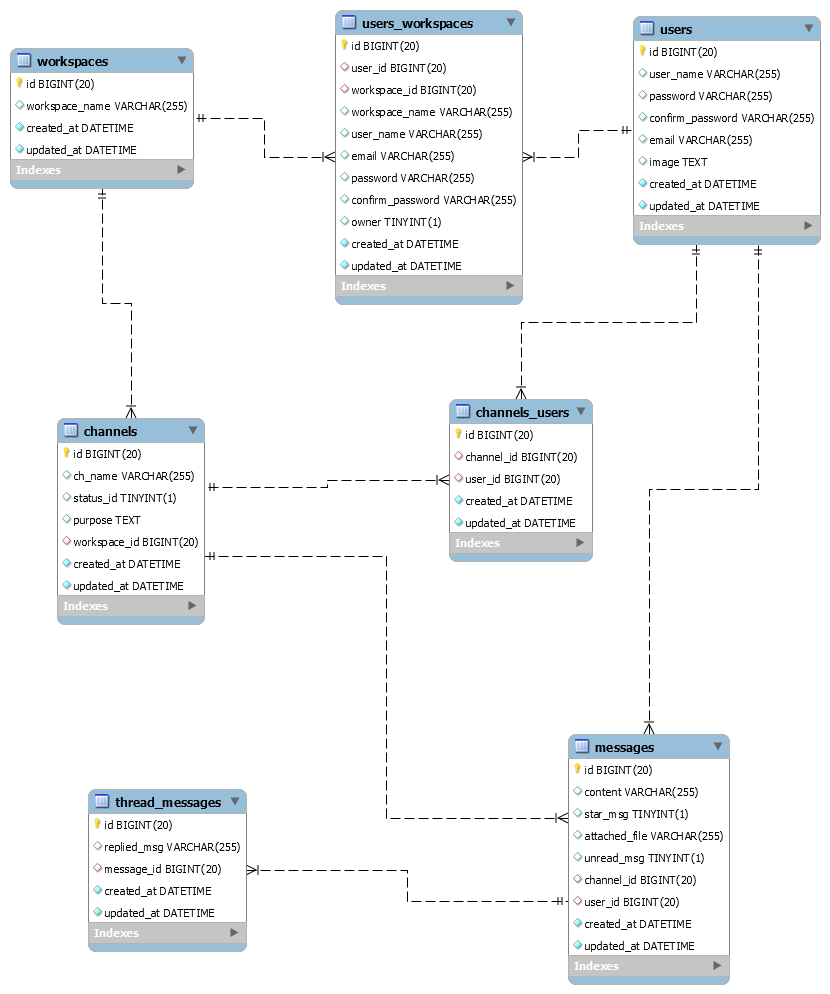 workspaces
id BIGINT(20)
workspace_name VARCHAR(255)
created_at DATETIME
updated_at DATETIME
Indexes
users_workspaces
id BIGINT(20)
user_id BIGINT(20)
workspace_id BIGINT(20)
workspace_name VARCHAR(255)
user_name VARCHAR(255)
email VARCHAR(255)
password VARCHAR(255)
confirm_password VARCHAR(255)
owner TINYINT(1)
created_at DATETIME
updated_at DATETIME
Indexes
users
id BIGINT(20)
user_name VARCHAR(255)
password VARCHAR(255)
confirm_password VARCHAR(255)
email VARCHAR(255)
image TEXT
created_at DATETIME
updated_at DATETIME
Indexes
channels
id BIGINT(20)
ch_name VARCHAR(255)
status_id TINYINT(1)
purpose TEXT
workspace_id BIGINT(20)
created_at DATETIME
updated_at DATETIME
Indexes
channels_users
id BIGINT(20)
channel_id BIGINT(20)
user_id BIGINT(20)
created_at DATETIME
updated_at DATETIME
Indexes
thread_messages
id BIGINT(20)
replied_msg VARCHAR(255)
message_id BIGINT(20)
created_at DATETIME
updated_at DATETIME
Indexes
messages
id BIGINT(20)
content VARCHAR(255)
star_msg TINYINT(1)
attached_file VARCHAR(255)
unread_msg TINYINT(1)
channel_id BIGINT(20)
user_id BIGINT(20)
created_at DATETIME
updated_at DATETIME
Indexes